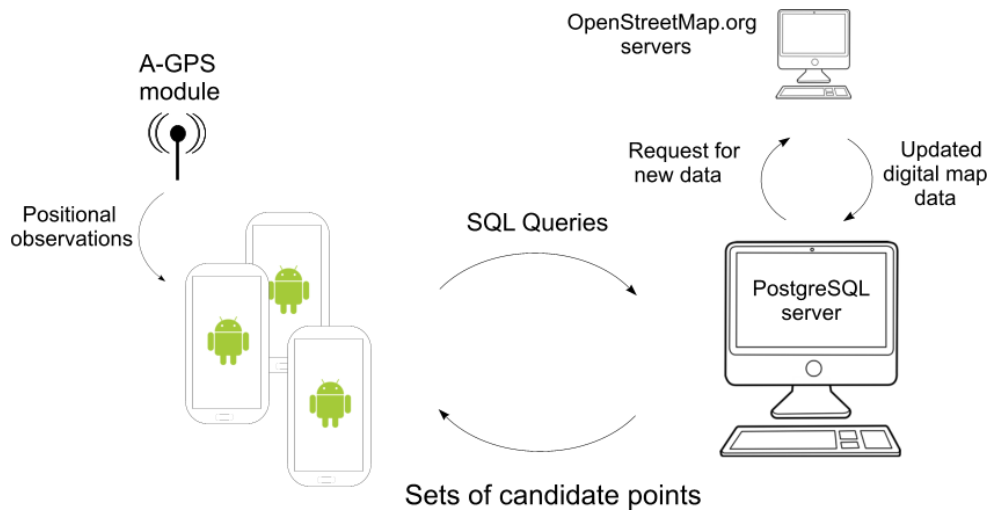 OpenStreetMap.org
servers
A-GPS
module
Request for
new data
Updated
digital map
data
Positional
observations
SQL Queries
PostgreSQL
server
Sets of candidate points